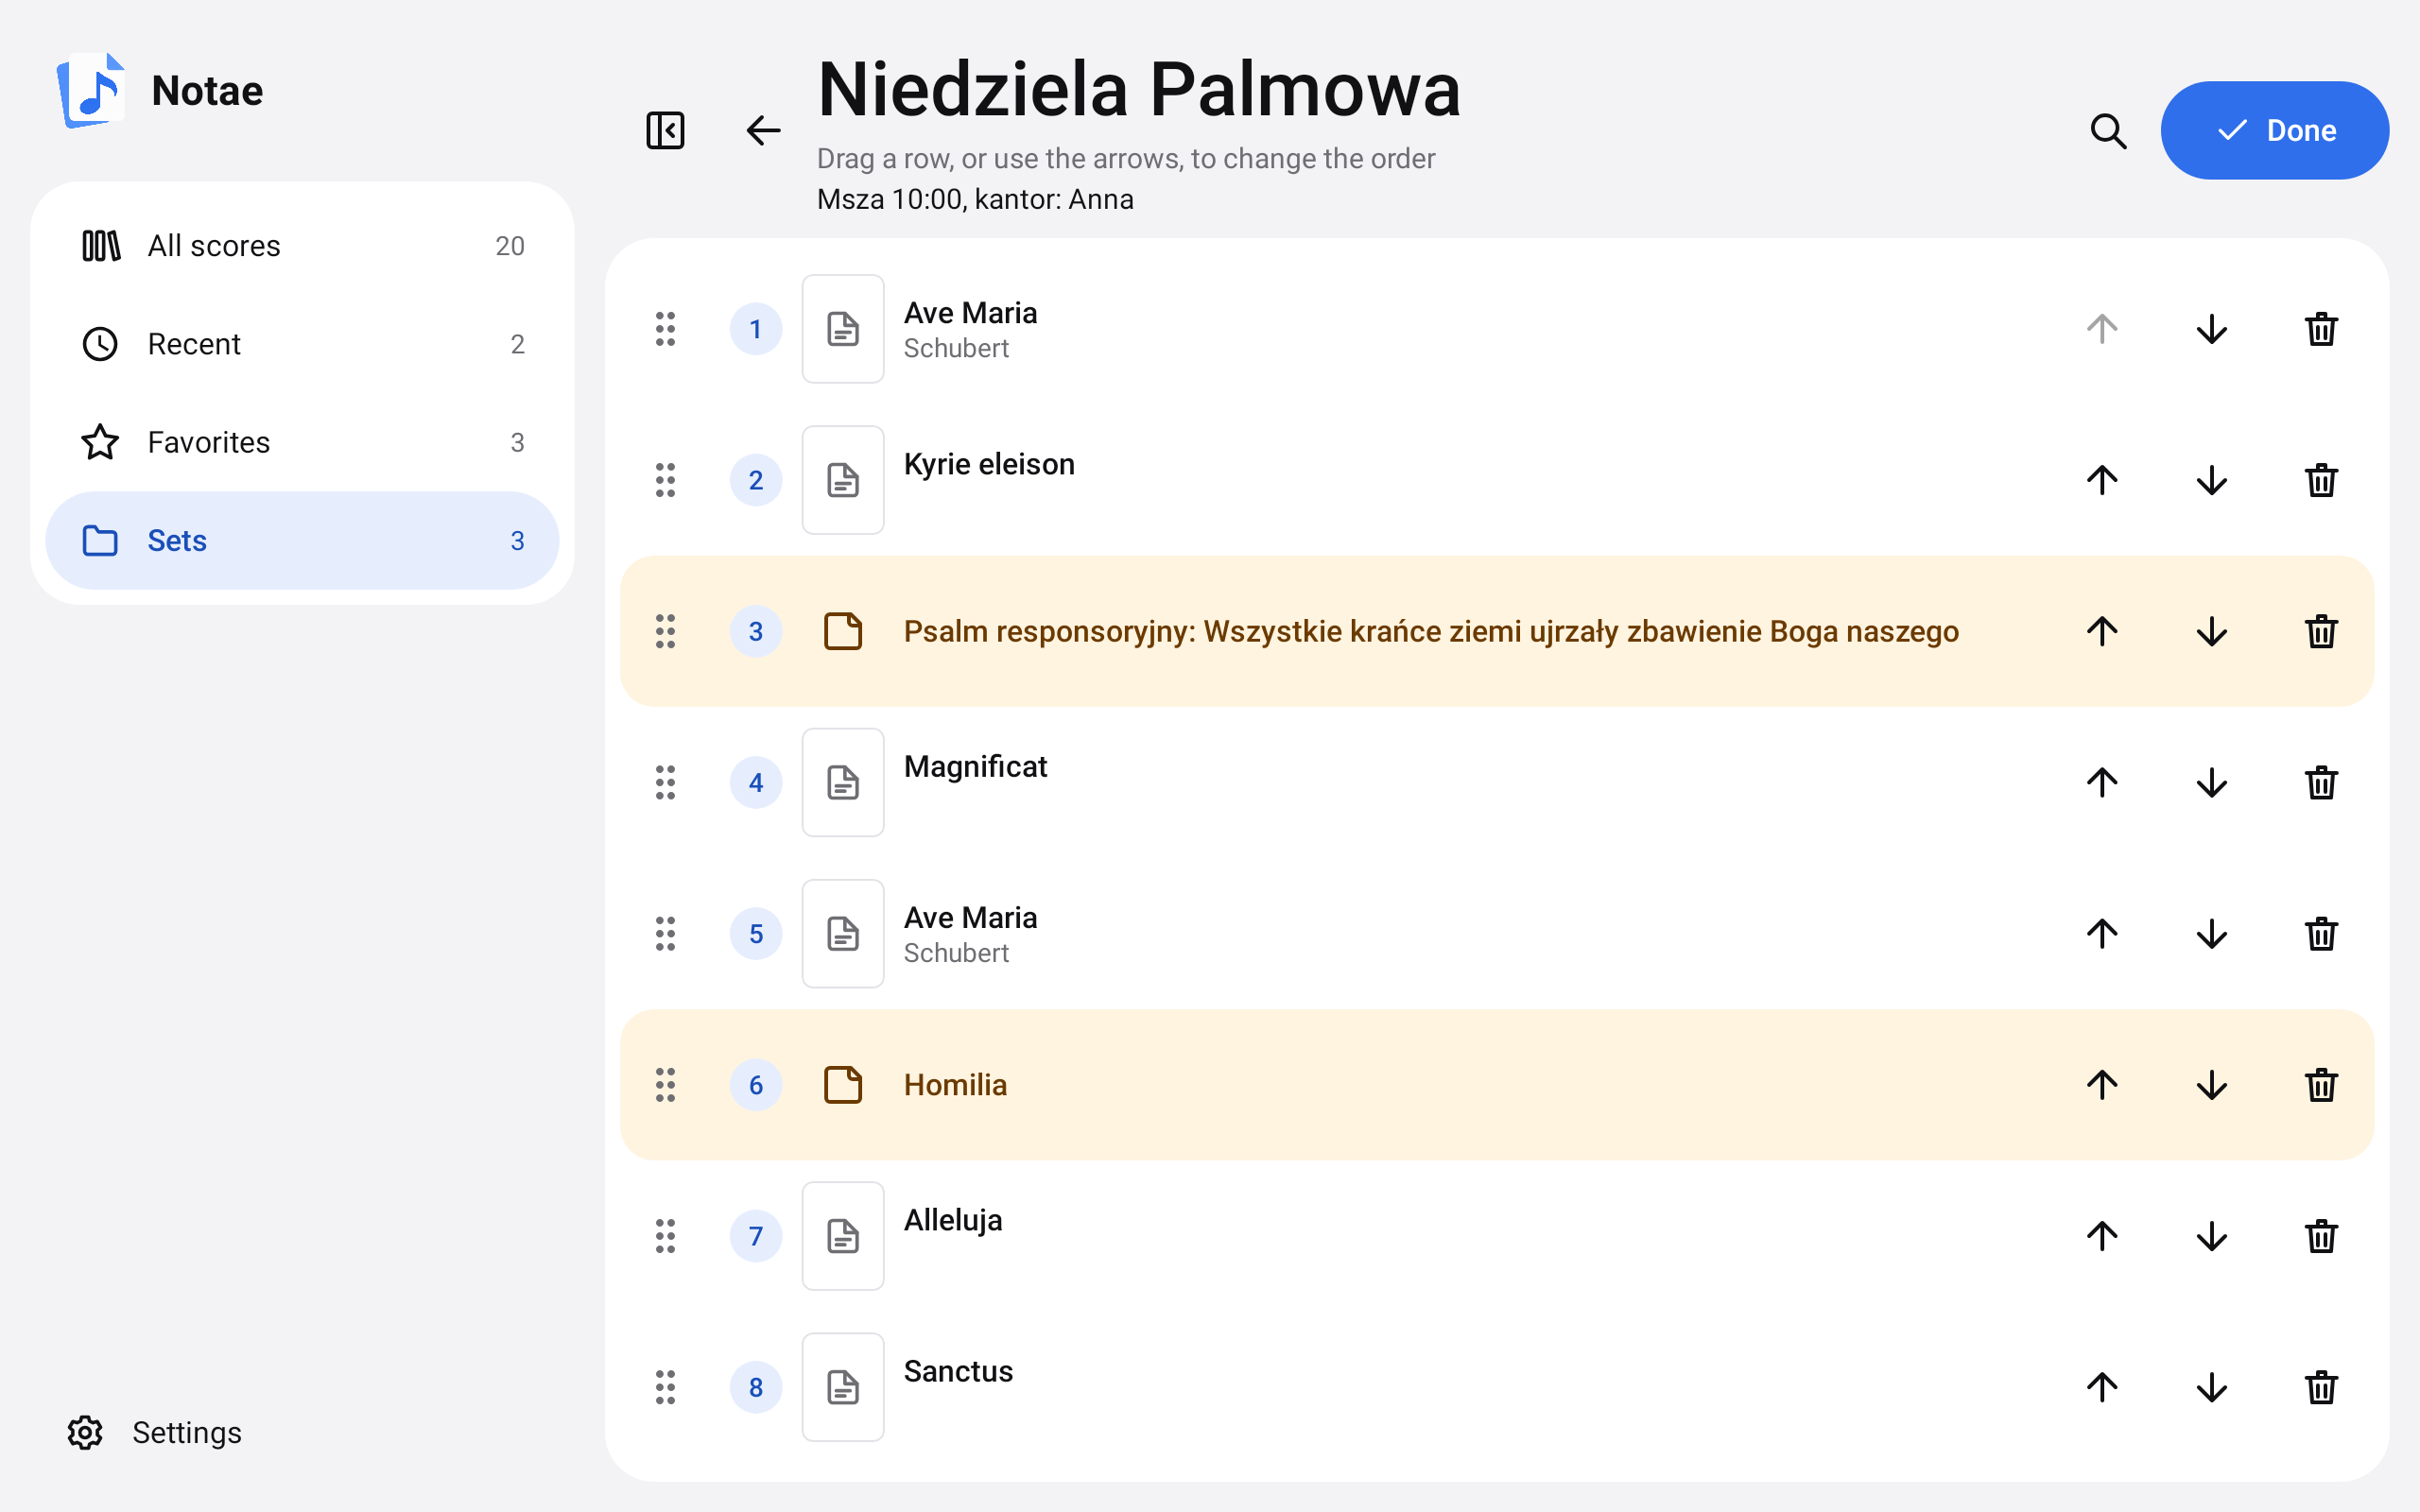 Notae
All scores 20
Recent 2
Favorites 3
Sets 3
Settings
Niedziela Palmowa
Drag a row, or use the arrows, to change the order
Msza 10:00, kantor: Anna
Done
1 Ave Maria
Schubert
2 Kyrie eleison
3 Psalm responsoryjny: Wszystkie krańce ziemi ujrzały zbawienie Boga naszego
4 Magnificat
5 Ave Maria
Schubert
6 Homilia
7 Alleluja
8 Sanctus